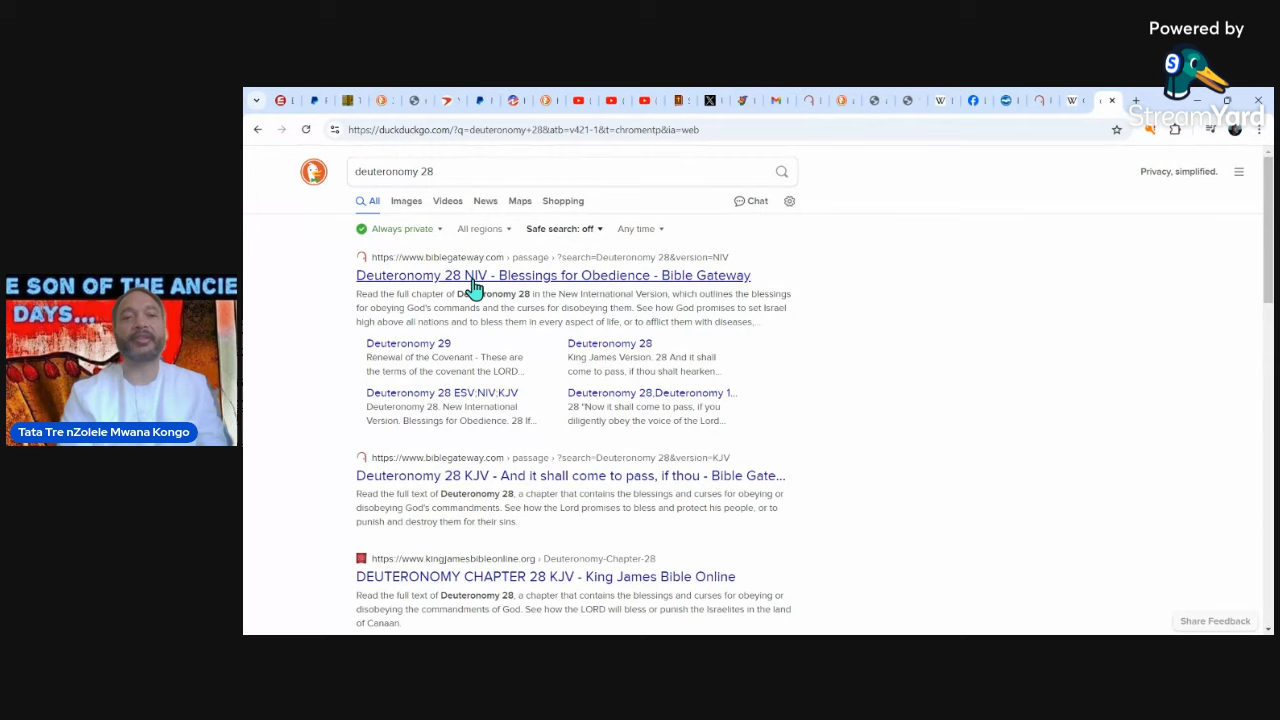 Powered by
StreamYard
https://duckduckgo.com/?q=deuteronomy+28&atb=v421-1&t=chromentp&ia=web
deuteronomy 28
Privacy, simplified.
All Images Videos News Maps Shopping Chat
Always private All regions Safe search: off Any time
https://www.biblegateway.com › passage › ?search=Deuteronomy 28&version=NIV
Deuteronomy 28 NIV - Blessings for Obedience - Bible Gateway
Read the full chapter of Deuteronomy 28 in the New International Version, which outlines the blessings
for obeying God's commands and the curses for disobeying them. See how God promises to set Israel
high above all nations and to bless them in every aspect of life, or to afflict them with diseases,...
Deuteronomy 29
Renewal of the Covenant - These are
the terms of the covenant the LORD...
Deuteronomy 28
King James Version. 28 And it shall
come to pass, if thou shalt hearken...
Deuteronomy 28 ESV;NIV;KJV
Deuteronomy 28. New International
Version. Blessings for Obedience. 28 If...
Deuteronomy 28,Deuteronomy 1...
28 "Now it shall come to pass, if you
diligently obey the voice of the Lord...
https://www.biblegateway.com › passage › ?search=Deuteronomy 28&version=KJV
Deuteronomy 28 KJV - And it shall come to pass, if thou - Bible Gate...
Read the full text of Deuteronomy 28, a chapter that contains the blessings and curses for obeying or
disobeying God's commandments. See how the Lord promises to bless and protect his people, or to
punish and destroy them for their sins.
https://www.kingjamesbibleonline.org › Deuteronomy-Chapter-28
DEUTERONOMY CHAPTER 28 KJV - King James Bible Online
Read the full text of Deuteronomy 28, a chapter that contains the blessings and curses for obeying or
disobeying the commandments of God. See how the LORD will bless or punish the Israelites in the land
of Canaan.
Share Feedback
E SON OF THE ANCIE
DAYS...
Tata Tre nZolele Mwana Kongo